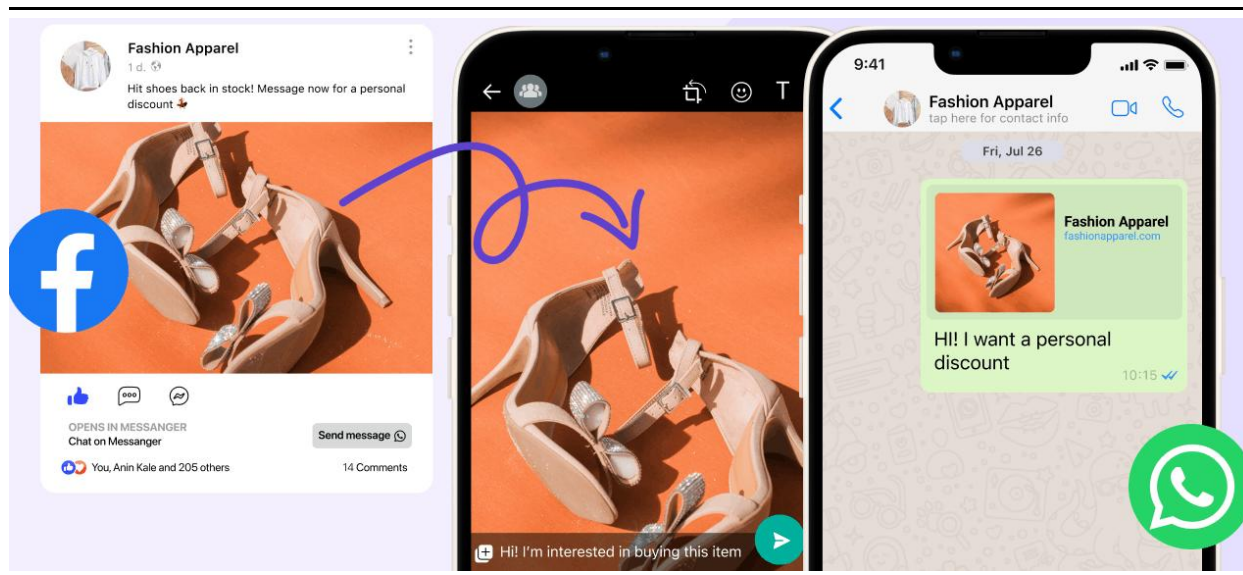 Fashion Apparel
1 d.
Hit shoes back in stock! Message now for a personal
discount
OPENS IN MESSANGER
Chat on Messanger
Send message
You, Anin Kale and 205 others
14 Comments
T
Hi! I'm interested in buying this item
9:41
Fashion Apparel
tap here for contact info
Fri, Jul 26
Fashion Apparel
fashionapparel.com
HI! I want a personal
discount
10:15